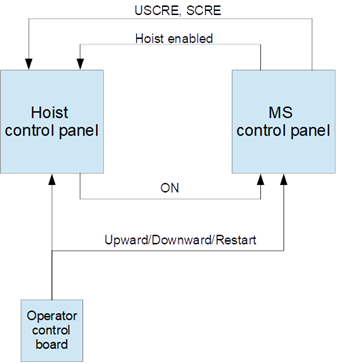 USCRE, SCRE
Hoist enabled
Hoist
control panel
MS
control panel
ON
Upward/Downward/Restart
Operator
control
board